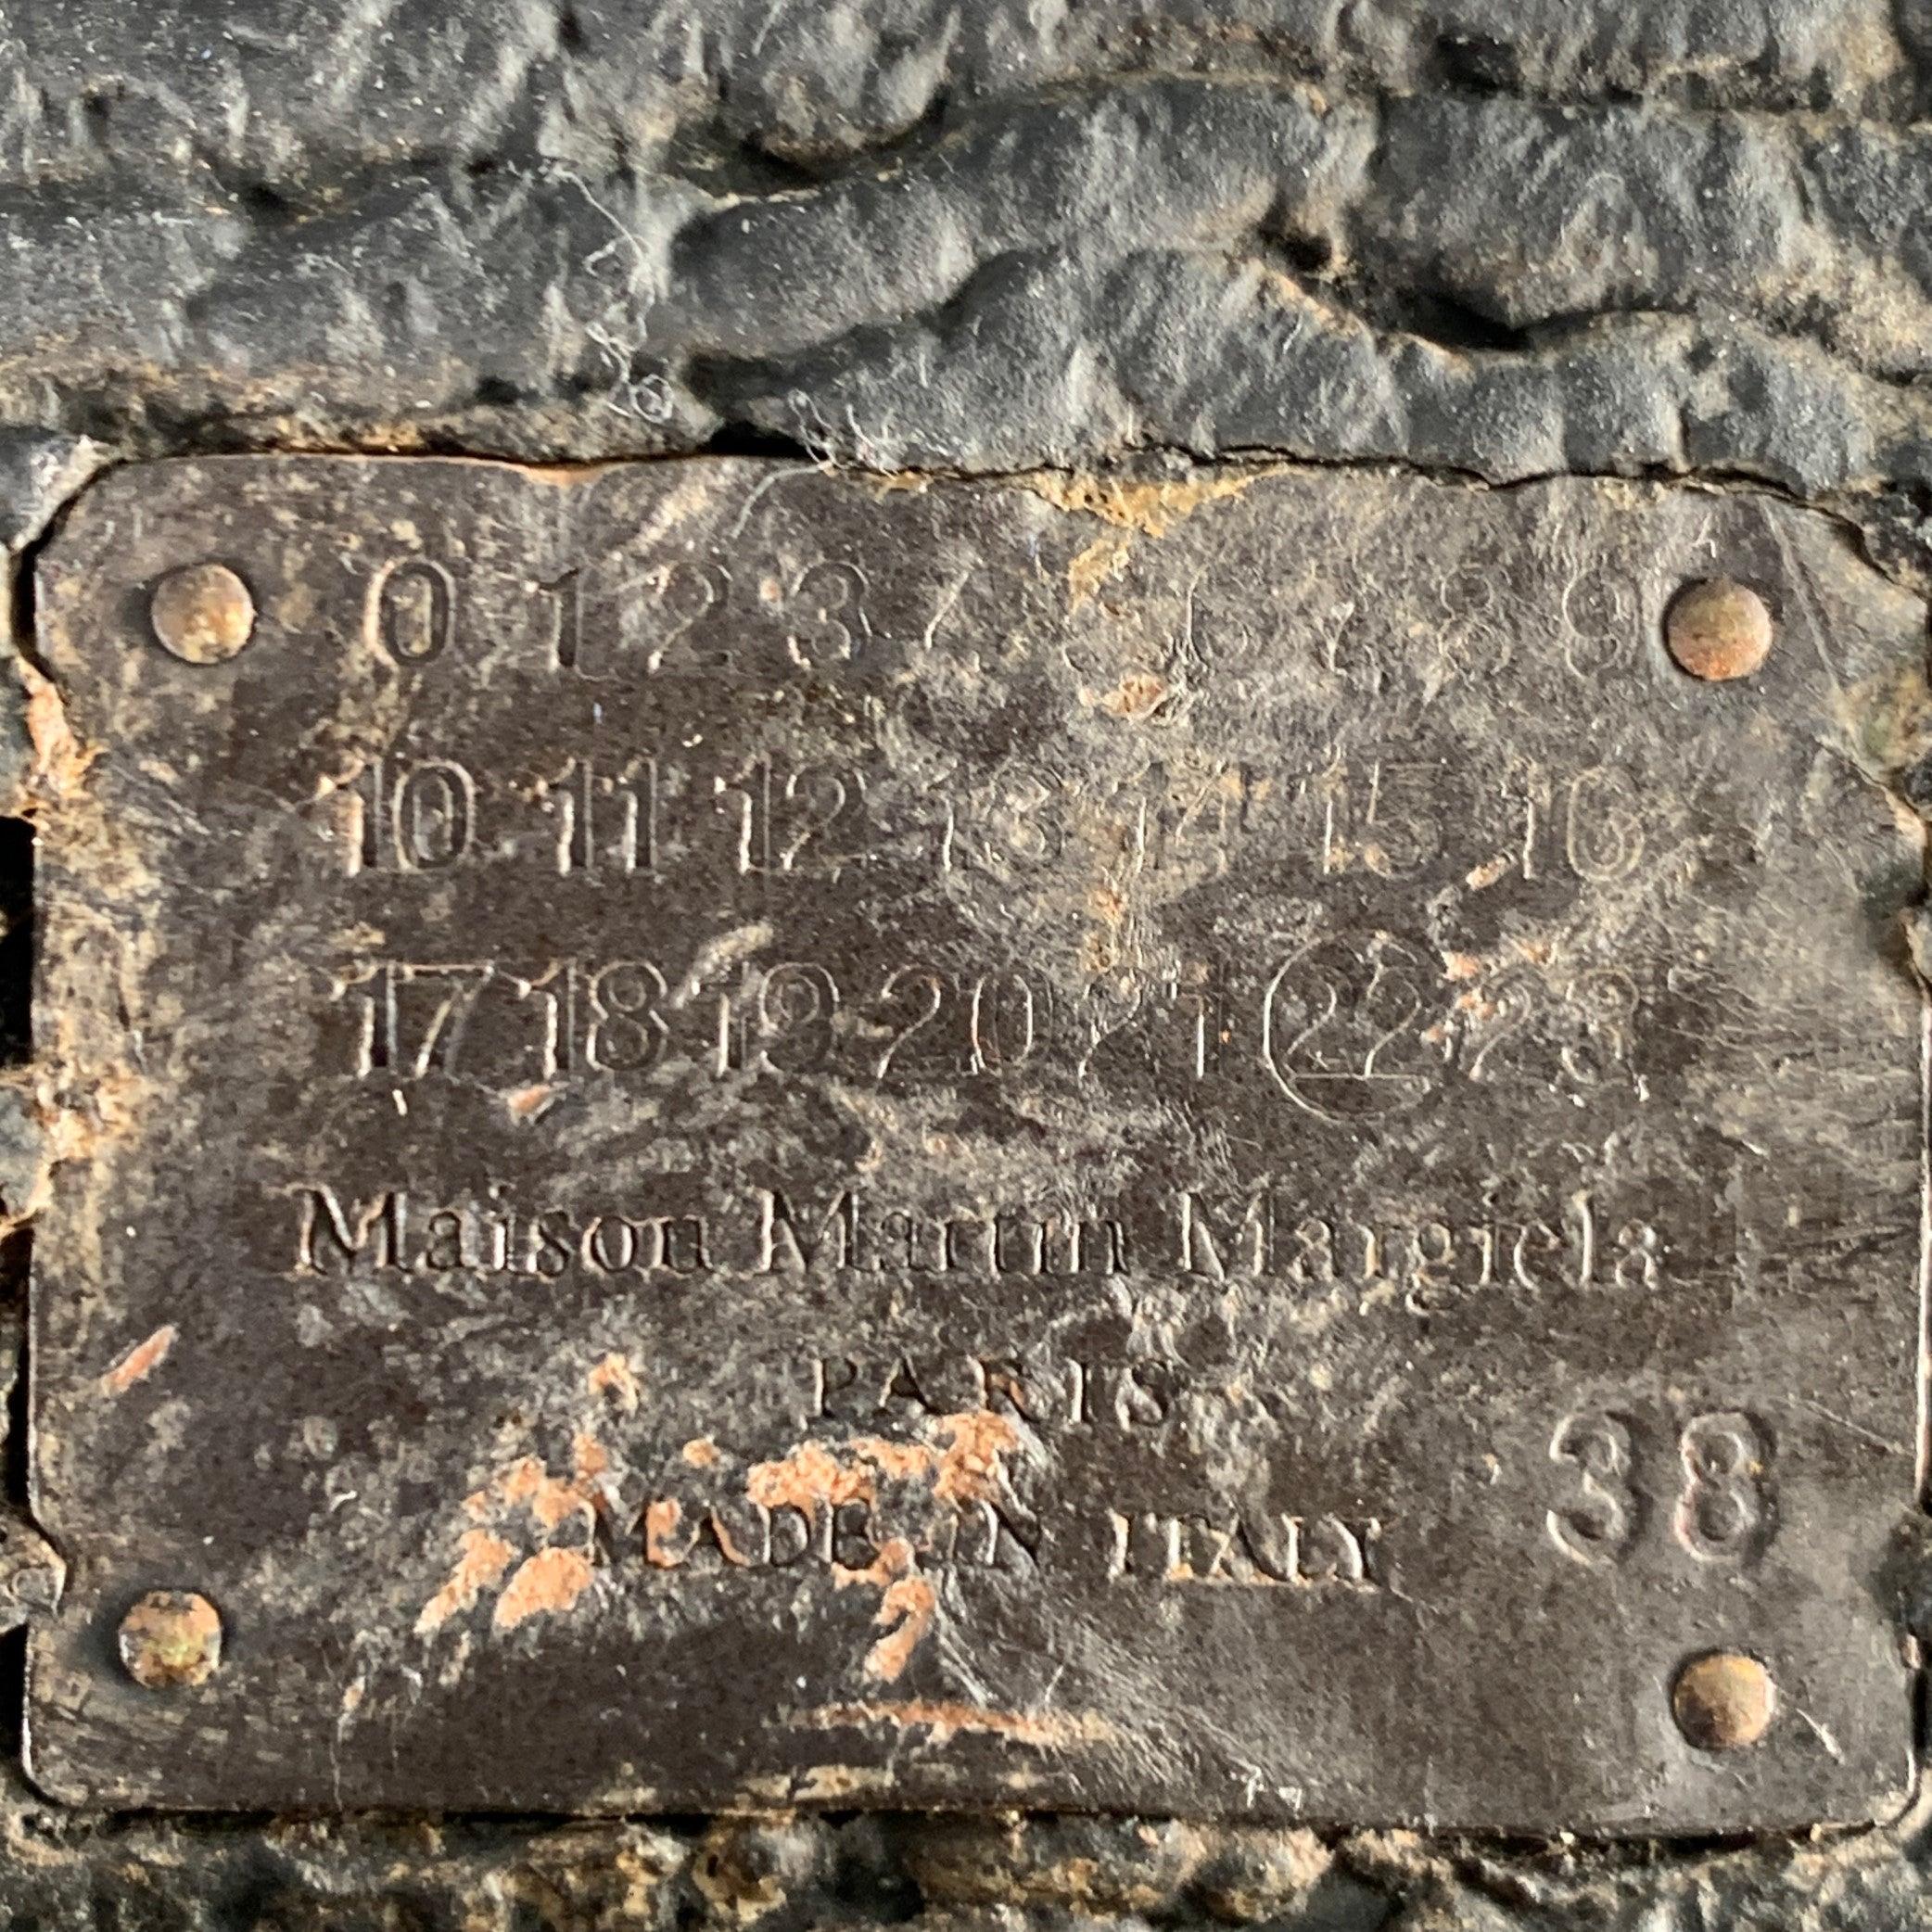 0 1 2 3 4 5 6 7 8 9
10 11 12 13 14 15 16
17 18 19 20 21 22 23
Maison Martin Margiela
PARIS
MADE IN ITALY
38